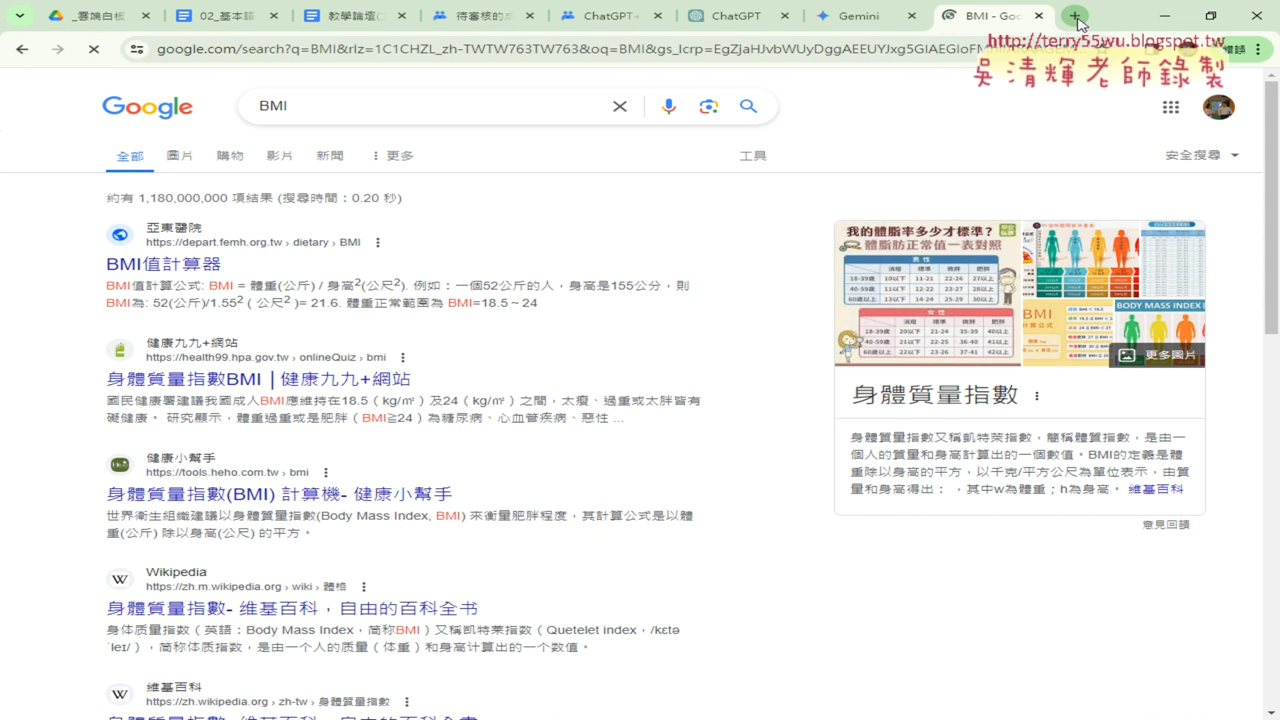 _雲端白板
02_基本語
教學論壇(
待審核的成
ChatGPT+
ChatGPT
Gemini
BMI - Goo
google.com/search?q=BMI&rlz=1C1CHZL_zh-TWTW763TW763&oq=BMI&gs_lcrp=EgZjaHJvbWUyDggAEEUYJxg5GIAEGIoFM
http://terry55wu.blogspot.tw
吳清輝老師錄製
Google
BMI
全部
圖片
購物
影片
新聞
更多
工具
安全搜尋
約有 1,180,000,000 項結果 (搜尋時間：0.20 秒)
亞東醫院
https://depart.femh.org.tw › dietary › BMI
BMI值計算器
BMI值計算公式: BMI = 體重(公斤) / 身高²(公尺²) 例如：一個52公斤的人，身高是155公分，則
BMI為: 52(公斤)/1.55² ( 公尺² )= 21.6. 體重正常範圍為 BMI=18.5 ~ 24
健康九九+網站
https://health99.hpa.gov.tw › onlineQuiz › bmi
身體質量指數BMI | 健康九九+網站
國民健康署建議我國成人BMI應維持在18.5（kg/㎡）及24（kg/㎡）之間，太瘦、過重或太胖皆有
礙健康。 研究顯示，體重過重或是肥胖（BMI≧24）為糖尿病、心血管疾病、惡性 ...
健康小幫手
https://tools.heho.com.tw › bmi
身體質量指數(BMI) 計算機- 健康小幫手
世界衛生組織建議以身體質量指數(Body Mass Index, BMI) 來衡量肥胖程度，其計算公式是以體
重(公斤) 除以身高(公尺) 的平方。
Wikipedia
https://zh.m.wikipedia.org › wiki › 體格
身體質量指數- 維基百科，自由的百科全书
身体质量指数（英語：Body Mass Index，简称BMI）又稱凱特萊指数（Quetelet index，/kɛtə
ˈleɪ/），简称体质指数，是由一个人的质量（体重）和身高计算出的一个数值。
維基百科
https://zh.wikipedia.org › zh-tw › 身體質量指數
我的體脂率多少才標準？
體脂肪正常值一表對照
BODY MASS INDEX
更多圖片
身體質量指數
身體質量指數又稱凱特萊指數，簡稱體質指數，是由一
個人的質量和身高計算出的一個數值。BMI的定義是體
重除以身高的平方，以千克/平方公尺為單位表示，由質
量和身高得出： ，其中w為體重；h為身高。 維基百科
意見回饋